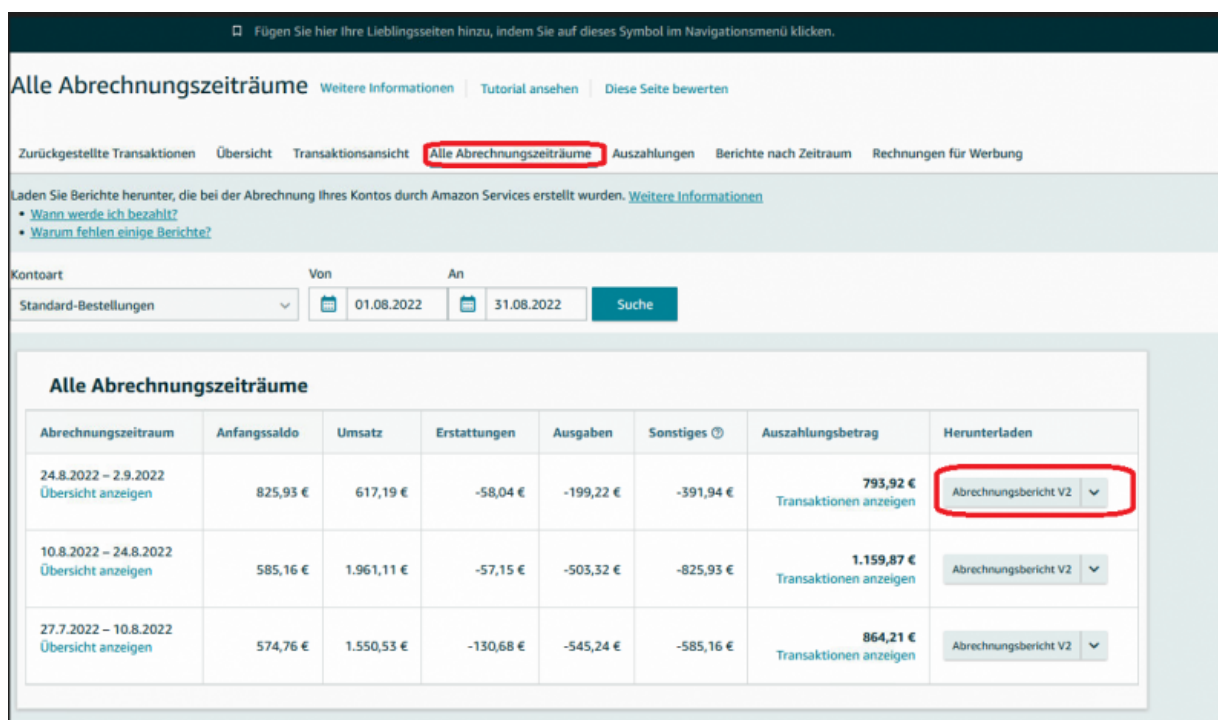 Fügen Sie hier Ihre Lieblingsseiten hinzu, indem Sie auf dieses Symbol im Navigationsmenü klicken.
Alle Abrechnungszeiträume Weitere Informationen Tutorial ansehen Diese Seite bewerten
Zurückgestellte Transaktionen Übersicht Transaktionsansicht Alle Abrechnungszeiträume Auszahlungen Berichte nach Zeitraum Rechnungen für Werbung
Laden Sie Berichte herunter, die bei der Abrechnung Ihres Kontos durch Amazon Services erstellt wurden. Weitere Informationen
• Wann werde ich bezahlt?
• Warum fehlen einige Berichte?
Kontoart Von An
Standard-Bestellungen 01.08.2022 31.08.2022 Suche
Alle Abrechnungszeiträume
Abrechnungszeitraum Anfangssaldo Umsatz Erstattungen Ausgaben Sonstiges Auszahlungsbetrag Herunterladen
24.8.2022 – 2.9.2022 793,92 €
Übersicht anzeigen 825,93 € 617,19 € -58,04 € -199,22 € -391,94 € Transaktionen anzeigen Abrechnungsbericht V2
10.8.2022 – 24.8.2022 1.159,87 €
Übersicht anzeigen 585,16 € 1.961,11 € -57,15 € -503,32 € -825,93 € Transaktionen anzeigen Abrechnungsbericht V2
27.7.2022 – 10.8.2022 864,21 €
Übersicht anzeigen 574,76 € 1.550,53 € -130,68 € -545,24 € -585,16 € Transaktionen anzeigen Abrechnungsbericht V2